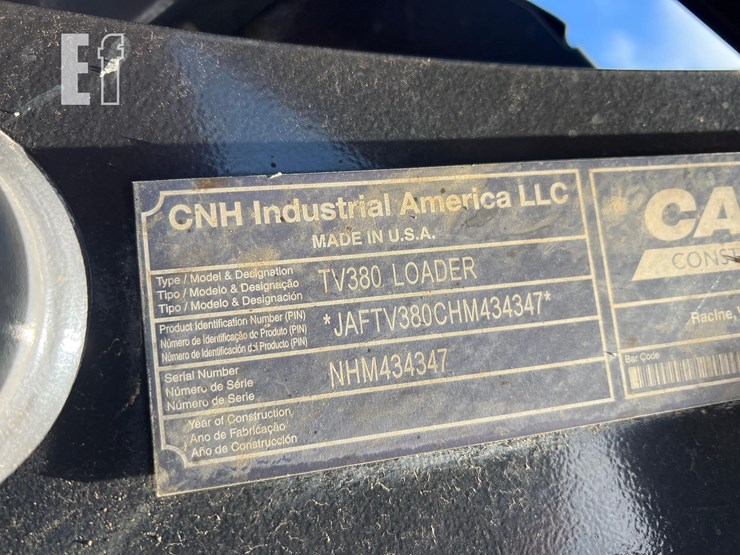 Ef
CNH Industrial America LLC
MADE IN U.S.A.
Type / Model & Designation
Tipo / Modelo & Designação
Tipo / Modelo & Designación
TV380 LOADER
Product Identification Number (PIN)
Número de Identificação do Produto (PIN)
Número de Identificación del Producto (PIN)
*JAFTV380CHM434347*
Serial Number
Número de Série
Número de Serie
NHM434347
Year of Construction
Ano de Fabricação
Año de Construcción
CA
CONST
Racine,
Bar Code